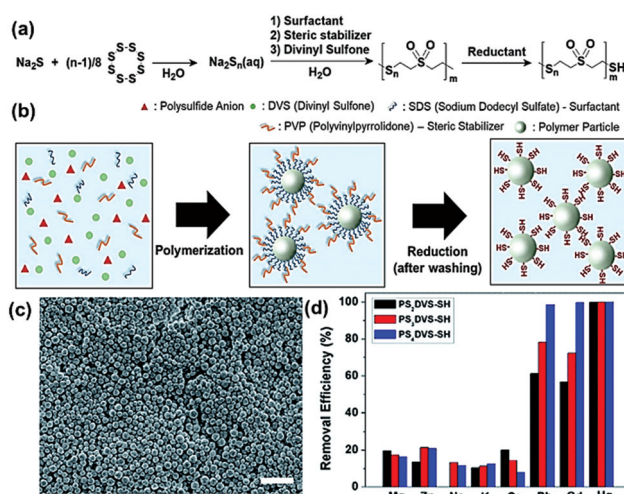 (a)
Na₂S + (n-1)/8
S-S
S S
S S
S-S
H₂O
Na₂Sₙ(aq)
1) Surfactant
2) Steric stabilizer
3) Divinyl Sulfone
H₂O
O O
S
Sₙ
m
Reductant
O O
S
Sₙ
SH
m
(b)
: Polysulfide Anion : DVS (Divinyl Sulfone) : SDS (Sodium Dodecyl Sulfate) - Surfactant
: PVP (Polyvinylpyrrolidone) – Steric Stabilizer : Polymer Particle
Polymerization
Reduction
(after washing)
HS SH
(c)
(d)
Removal Efficiency (%)
100
80
60
40
20
0
PS₂DVS-SH
PS₃DVS-SH
PS₄DVS-SH